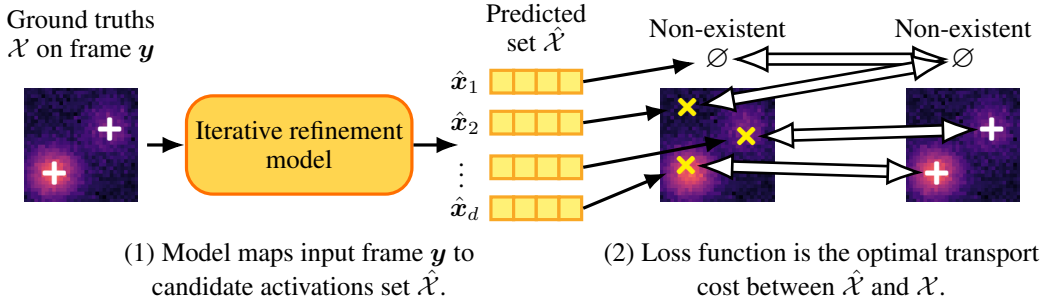 Ground truths
𝒳 on frame 𝒚
Iterative refinement
model
Predicted
set 𝒳̂
𝒙̂₁
𝒙̂₂
⋮
𝒙̂_d
Non-existent
∅
Non-existent
∅
(1) Model maps input frame 𝒚 to
candidate activations set 𝒳̂.
(2) Loss function is the optimal transport
cost between 𝒳̂ and 𝒳.